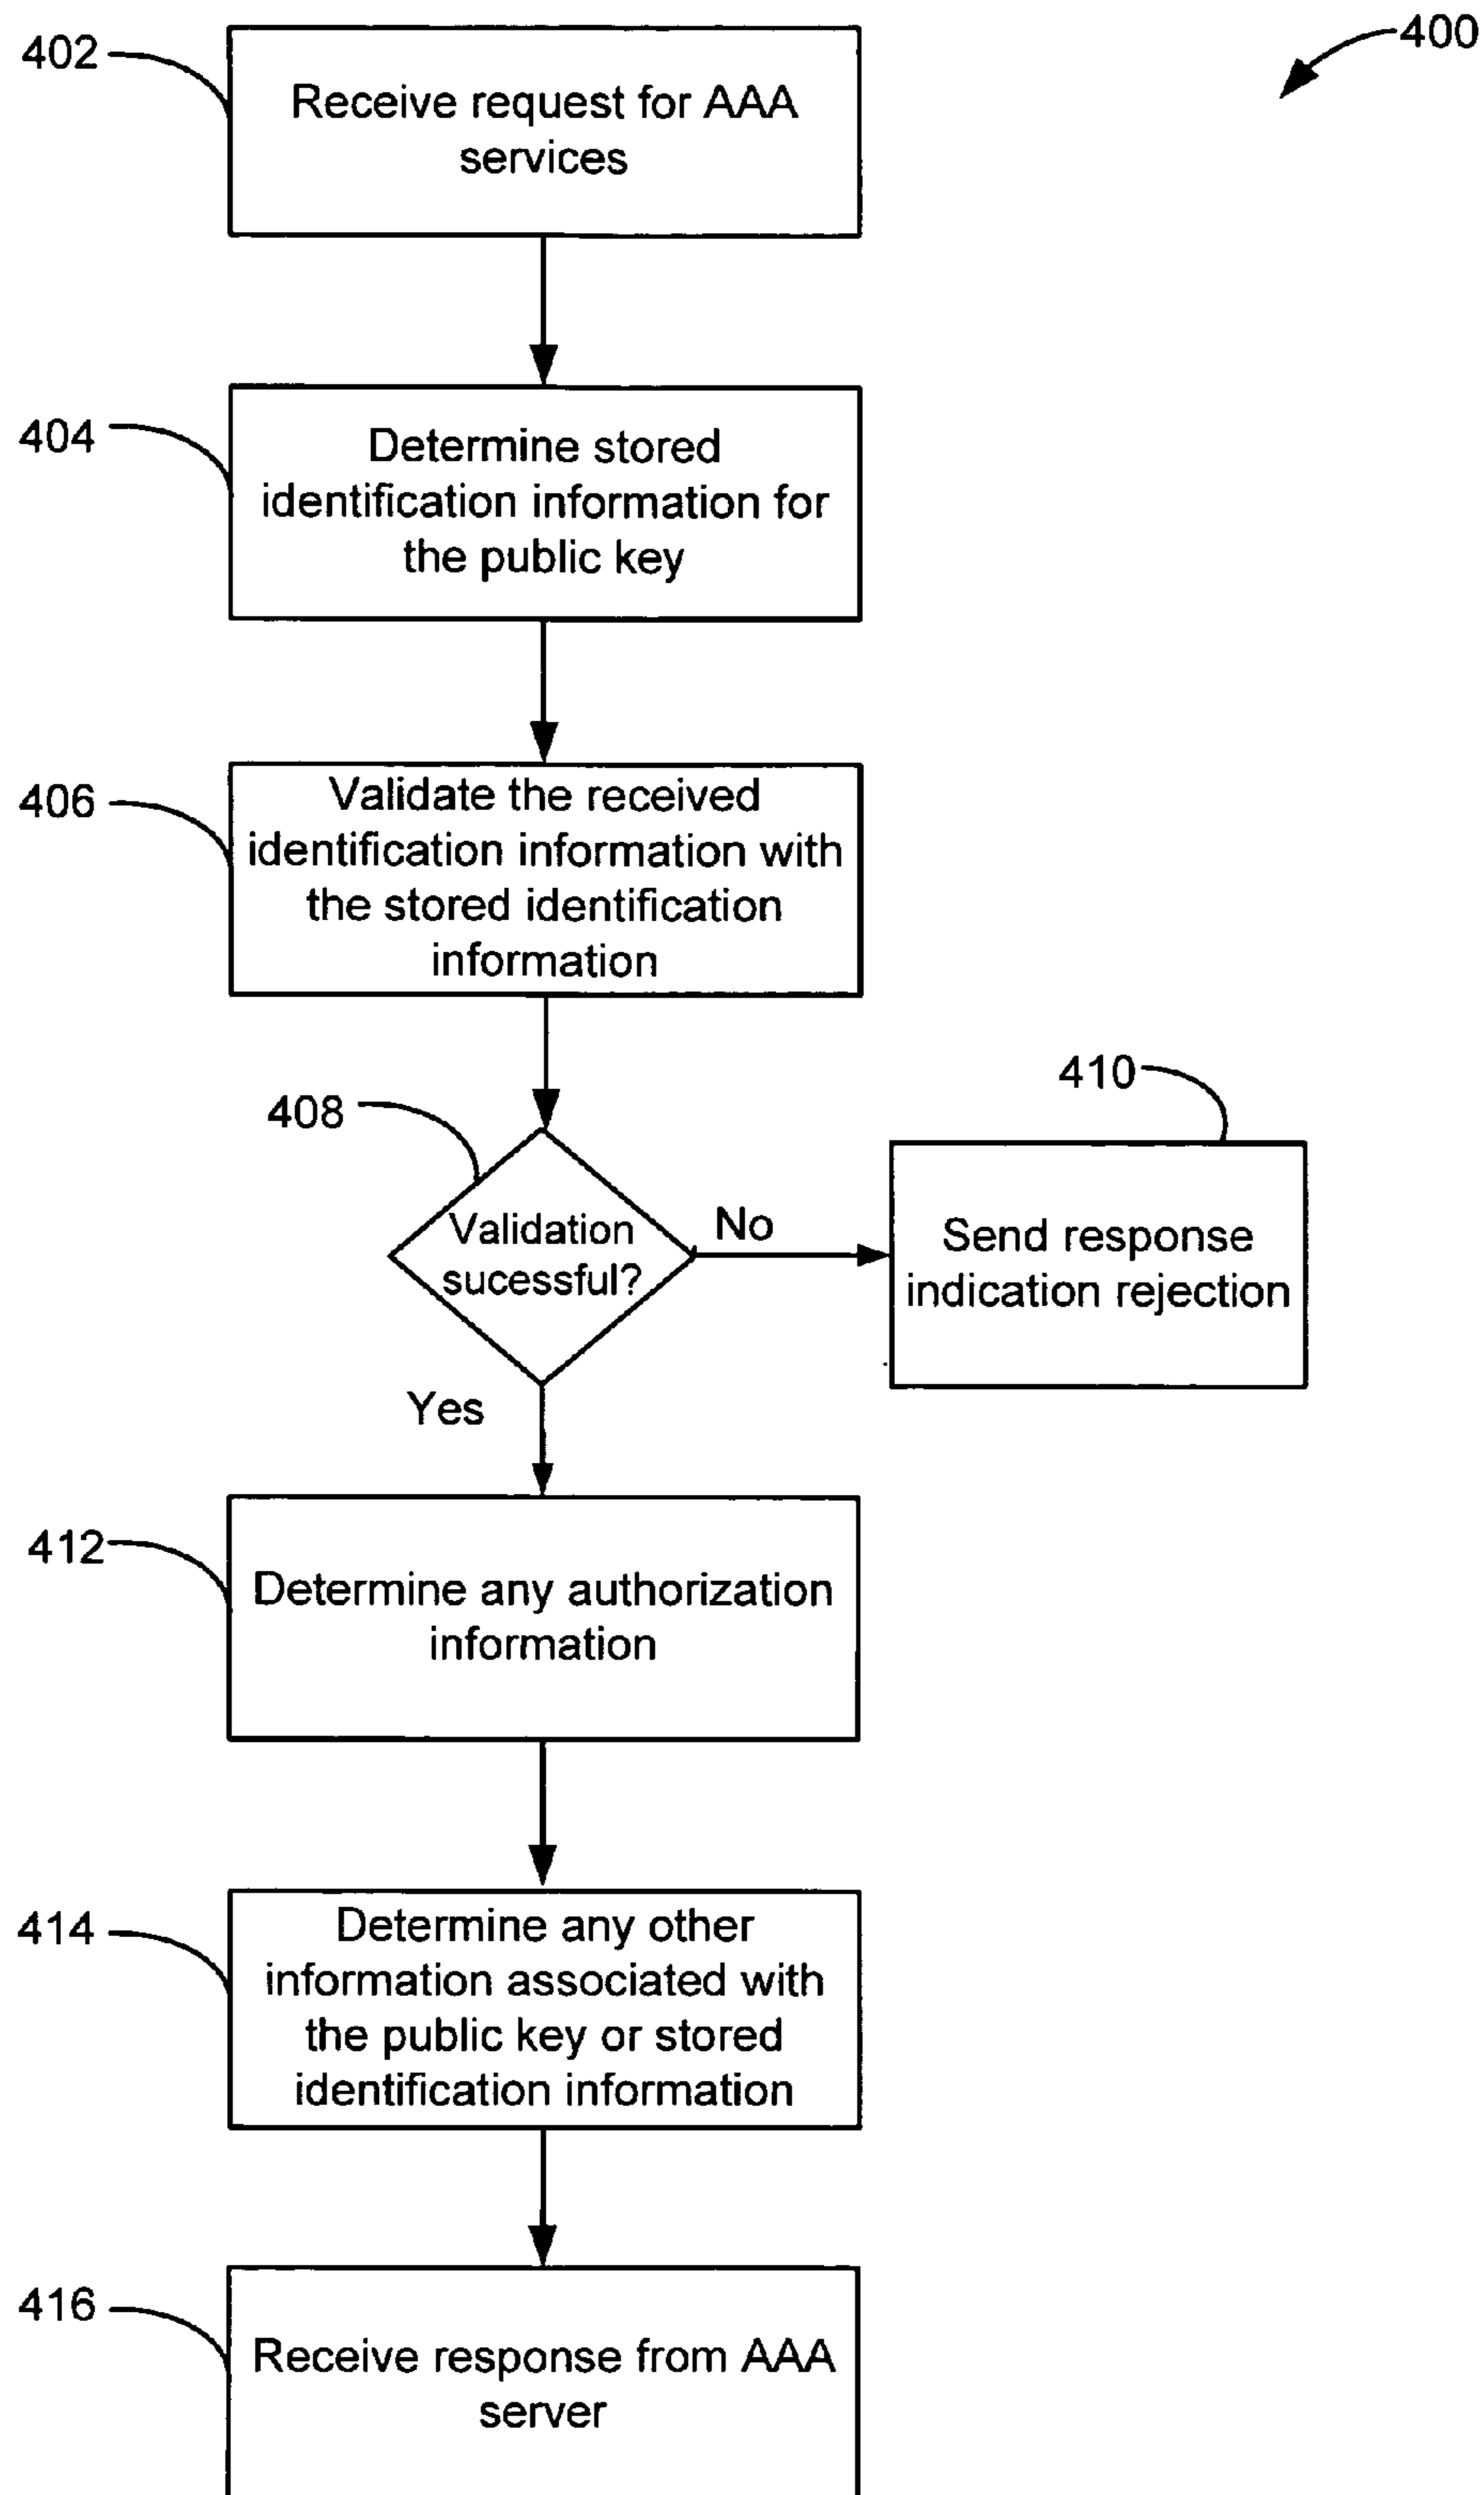 400
402
Receive request for AAA
services
404
Determine stored
identification information for
the public key
406
Validate the received
identification information with
the stored identification
information
408
Validation
sucessful?
No
410
Send response
indication rejection
Yes
412
Determine any authorization
information
414
Determine any other
information associated with
the public key or stored
identification information
416
Receive response from AAA
server